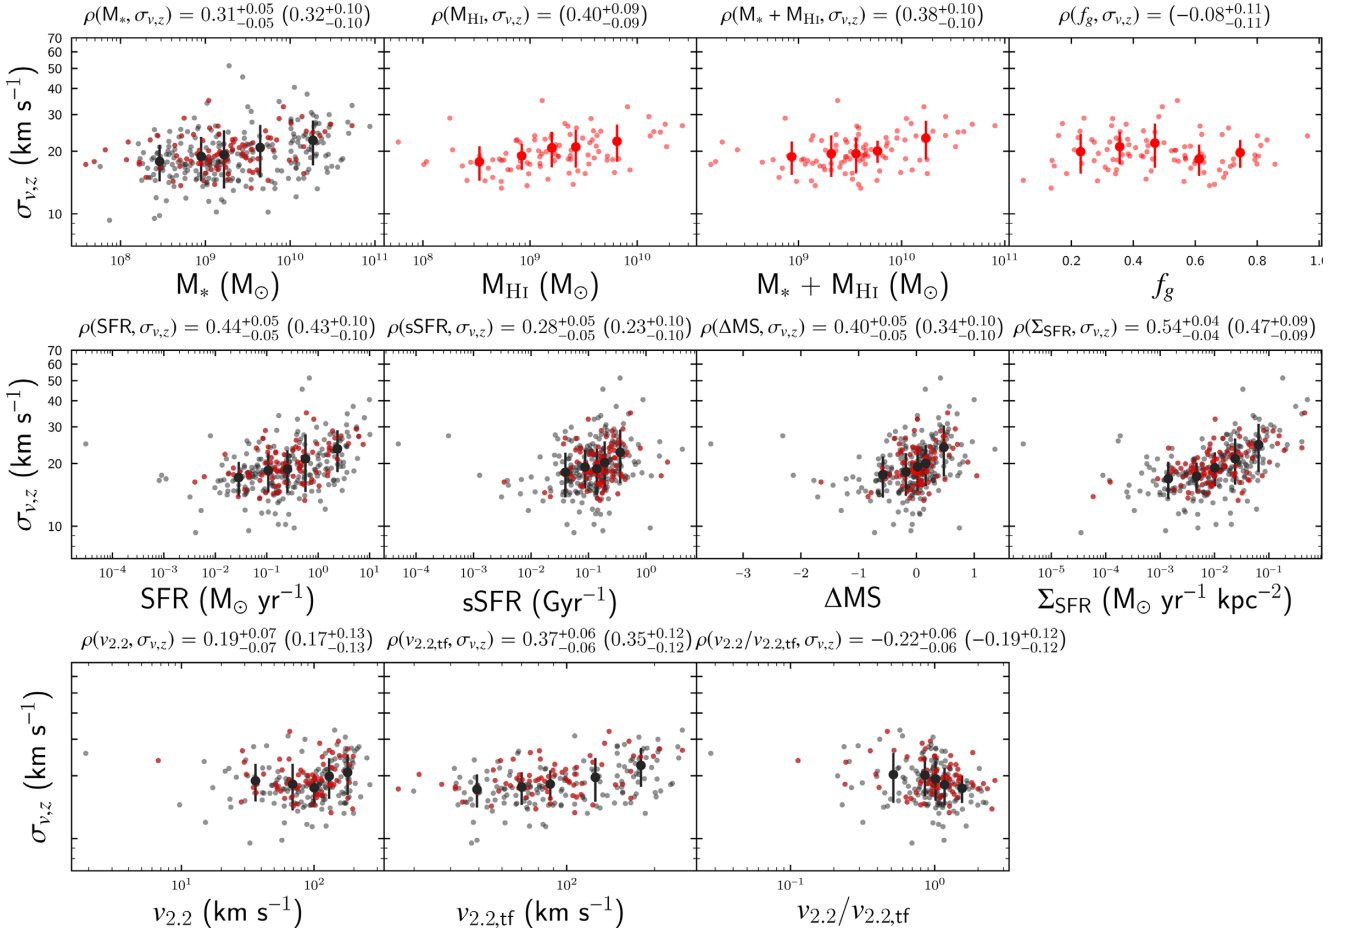 ρ(M∗, σv,z) = 0.31+0.05−0.05 (0.32+0.10−0.10)
ρ(MHI, σv,z) = (0.40+0.09−0.09)
ρ(M∗ + MHI, σv,z) = (0.38+0.10−0.10)
ρ(fg, σv,z) = (−0.08+0.11−0.11)
70
60
50
40
30
20
10
σv,z (km s−1)
10^8 10^9 10^10 10^11
10^8 10^9 10^10
10^9 10^10 10^11
0.2 0.4 0.6 0.8 1.0
M∗ (M⊙)
MHI (M⊙)
M∗ + MHI (M⊙)
fg
ρ(SFR, σv,z) = 0.44+0.05−0.05 (0.43+0.10−0.10)
ρ(sSFR, σv,z) = 0.28+0.05−0.05 (0.23+0.10−0.10)
ρ(ΔMS, σv,z) = 0.40+0.05−0.05 (0.34+0.10−0.10)
ρ(ΣSFR, σv,z) = 0.54+0.04−0.04 (0.47+0.09−0.09)
70
60
50
40
30
20
10
σv,z (km s−1)
10^−4 10^−3 10^−2 10^−1 10^0 10^1
10^−4 10^−3 10^−2 10^−1 10^0
−3 −2 −1 0 1
10^−5 10^−4 10^−3 10^−2 10^−1
SFR (M⊙ yr−1)
sSFR (Gyr−1)
ΔMS
ΣSFR (M⊙ yr−1 kpc−2)
ρ(v2.2, σv,z) = 0.19+0.07−0.07 (0.17+0.13−0.13)
ρ(v2.2,tf, σv,z) = 0.37+0.06−0.06 (0.35+0.12−0.12)
ρ(v2.2/v2.2,tf, σv,z) = −0.22+0.06−0.06 (−0.19+0.12−0.12)
σv,z (km s−1)
10^1 10^2
10^2
10^−1 10^0
v2.2 (km s−1)
v2.2,tf (km s−1)
v2.2/v2.2,tf